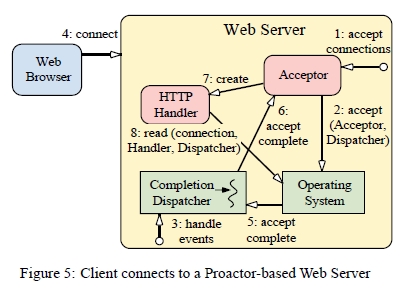 4: connect
Web Server
1: accept
connections
Web
Browser
7: create
Acceptor
HTTP
Handler
6:
accept
complete
2: accept
(Acceptor,
Dispatcher)
8: read (connection,
Handler, Dispatcher)
Completion
Dispatcher
Operating
System
3: handle
events
5: accept
complete
Figure 5: Client connects to a Proactor-based Web Server